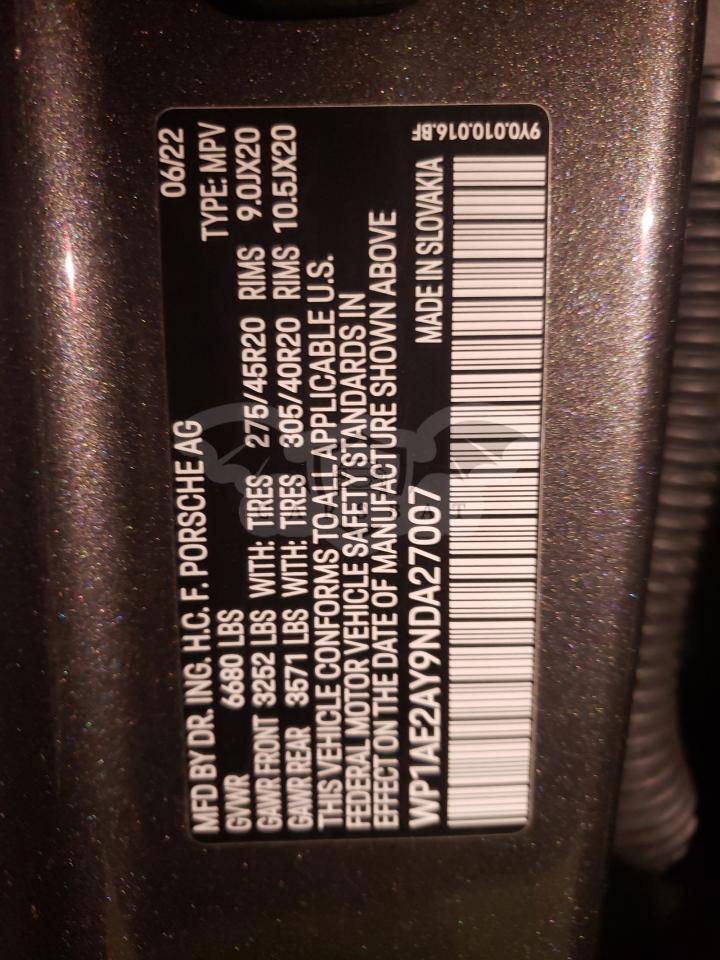 MFD BY DR. ING. H.C. F. PORSCHE AG 06/22
GVWR 6680 LBS TYPE: MPV
GAWR FRONT 3252 LBS WITH: TIRES 275/45R20 RIMS 9.0JX20
GAWR REAR 3571 LBS WITH: TIRES 305/40R20 RIMS 10.5JX20
THIS VEHICLE CONFORMS TO ALL APPLICABLE U.S.
FEDERAL MOTOR VEHICLE SAFETY STANDARDS IN
EFFECT ON THE DATE OF MANUFACTURE SHOWN ABOVE
WP1AE2AY9NDA27007 MADE IN SLOVAKIA
9Y0.010.016.BF